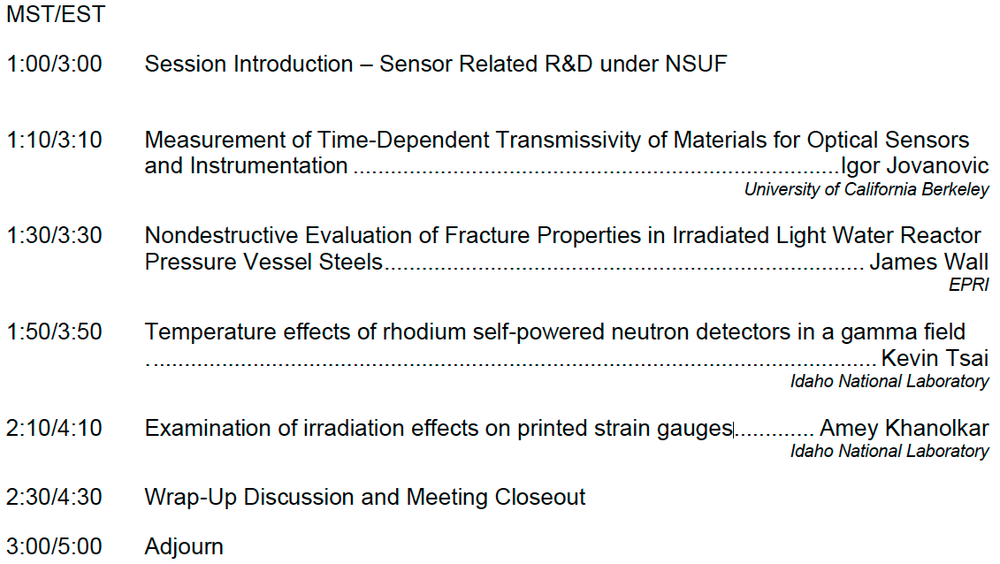 MST/EST
1:00/3:00 Session Introduction – Sensor Related R&D under NSUF
1:10/3:10 Measurement of Time-Dependent Transmissivity of Materials for Optical Sensors
and Instrumentation ..............................................................................Igor Jovanovic
University of California Berkeley
1:30/3:30 Nondestructive Evaluation of Fracture Properties in Irradiated Light Water Reactor
Pressure Vessel Steels............................................................................. James Wall
EPRI
1:50/3:50 Temperature effects of rhodium self-powered neutron detectors in a gamma field
. .................................................................................................................... Kevin Tsai
Idaho National Laboratory
2:10/4:10 Examination of irradiation effects on printed strain gauges............. Amey Khanolkar
Idaho National Laboratory
2:30/4:30 Wrap-Up Discussion and Meeting Closeout
3:00/5:00 Adjourn